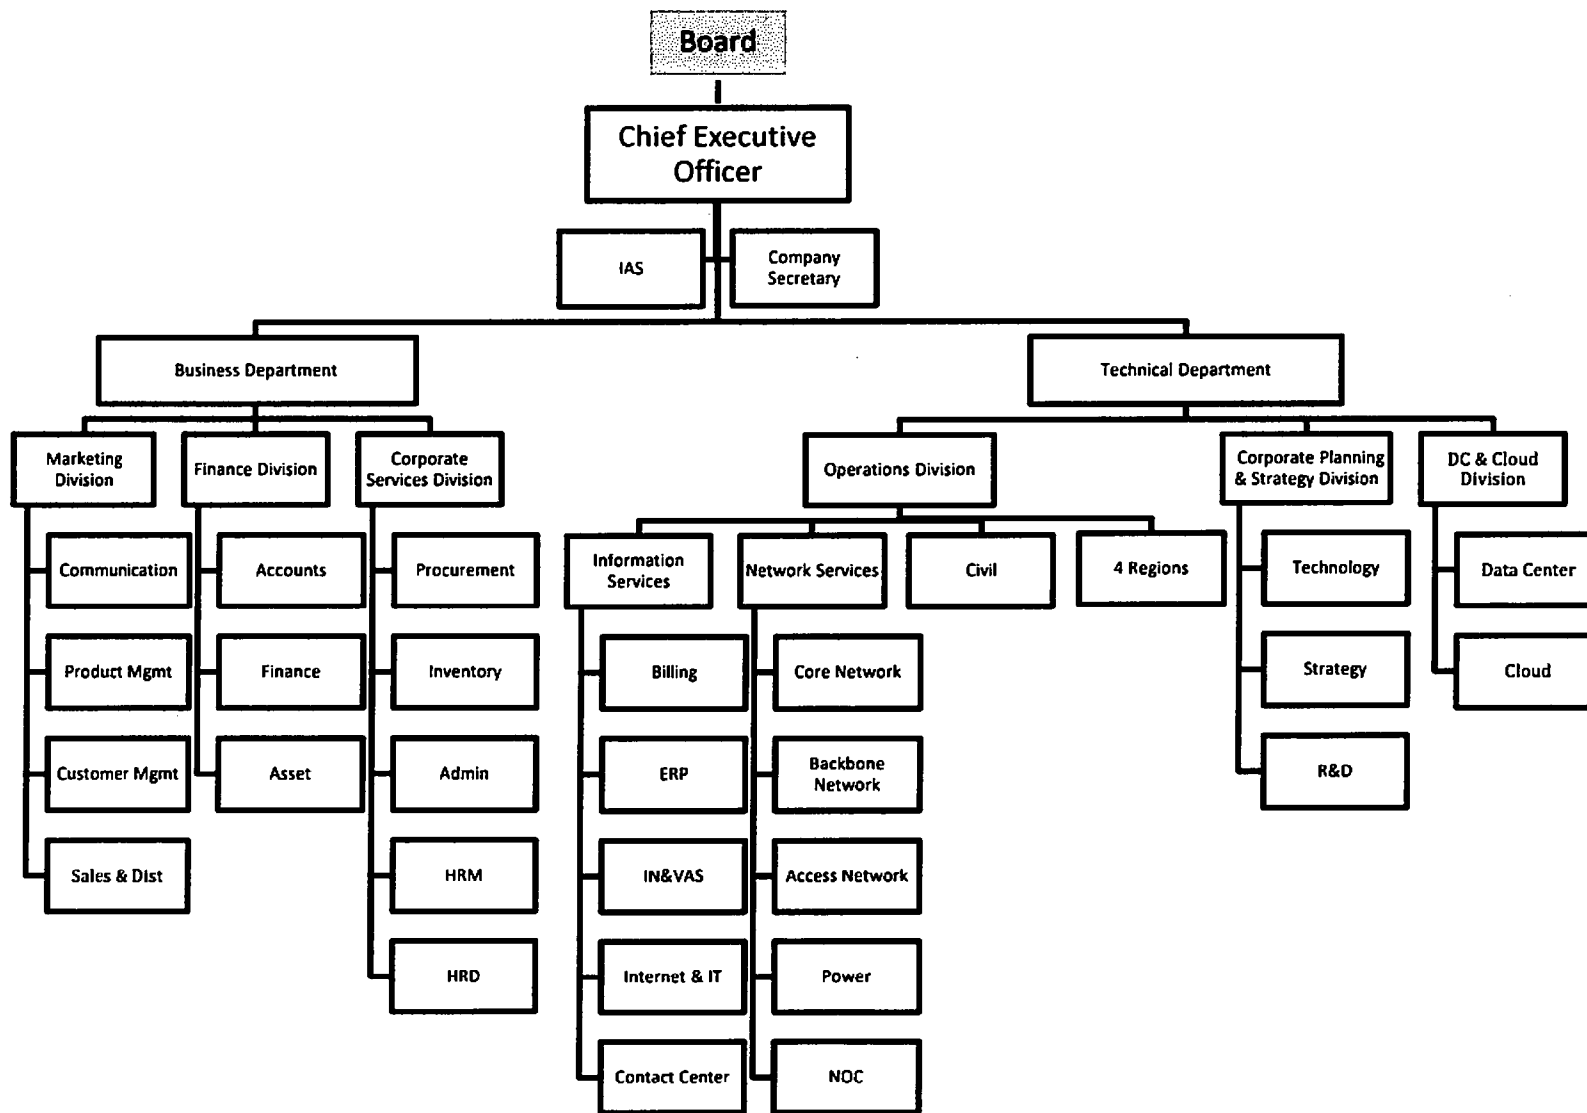 Board
Chief Executive
Officer
IAS
Company
Secretary
Business Department
Technical Department
Marketing
Division
Finance Division
Corporate
Services Division
Operations Division
Corporate Planning
& Strategy Division
DC & Cloud
Division
Communication
Product Mgmt
Customer Mgmt
Sales & Dist
Accounts
Finance
Asset
Procurement
Inventory
Admin
HRM
HRD
Information
Services
Network Services
Civil
4 Regions
Billing
ERP
IN&VAS
Internet & IT
Contact Center
Core Network
Backbone
Network
Access Network
Power
NOC
Technology
Strategy
R&D
Data Center
Cloud